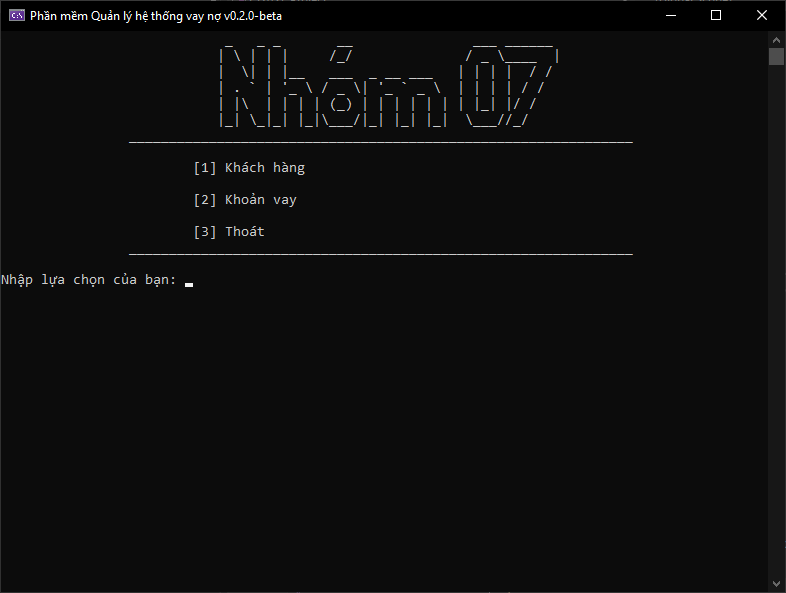 Phần mềm Quản lý hệ thống vay nợ v0.2.0-beta
Nhóm 07
[1] Khách hàng
[2] Khoản vay
[3] Thoát
Nhập lựa chọn của bạn: